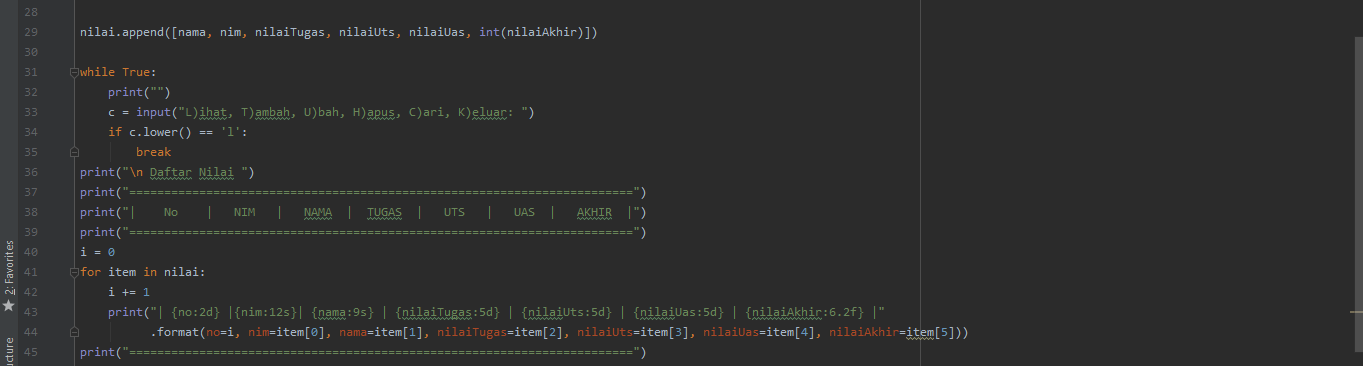 28
29 nilai.append([nama, nim, nilaiTugas, nilaiUts, nilaiUas, int(nilaiAkhir)])
30
31 while True:
32 print("")
33 c = input("L)ihat, T)ambah, U)bah, H)apus, C)ari, K)eluar: ")
34 if c.lower() == 'l':
35 break
36 print("\n Daftar Nilai ")
37 print("========================================================================")
38 print("|    No    |   NIM   |   NAMA  |  TUGAS  |   UTS   |   UAS  |   AKHIR  |")
39 print("========================================================================")
40 i = 0
41 for item in nilai:
42 i += 1
43 print("| {no:2d} |{nim:12s}| {nama:9s} | {nilaiTugas:5d} | {nilaiUts:5d} | {nilaiUas:5d} | {nilaiAkhir:6.2f} |"
44 .format(no=i, nim=item[0], nama=item[1], nilaiTugas=item[2], nilaiUts=item[3], nilaiUas=item[4], nilaiAkhir=item[5]))
45 print("========================================================================")
2: Favorites
ucture